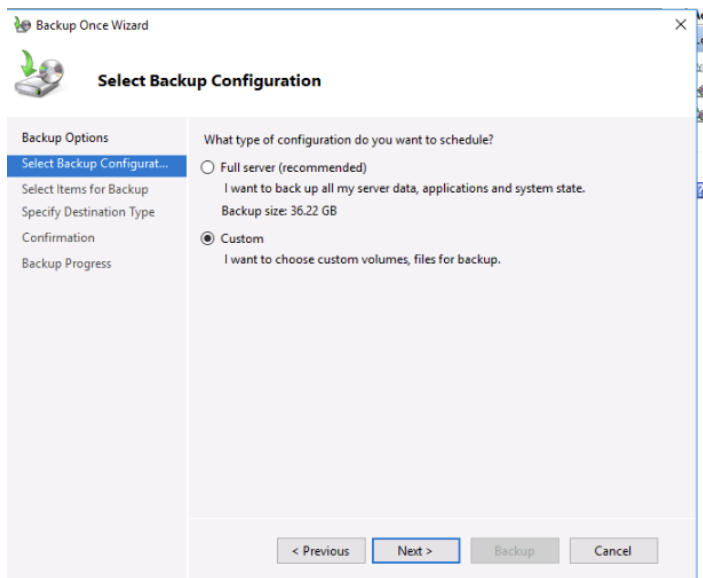 Backup Once Wizard
Select Backup Configuration
Backup Options
Select Backup Configurat...
Select Items for Backup
Specify Destination Type
Confirmation
Backup Progress
What type of configuration do you want to schedule?
Full server (recommended)
I want to back up all my server data, applications and system state.
Backup size: 36.22 GB
Custom
I want to choose custom volumes, files for backup.
< Previous
Next >
Backup
Cancel